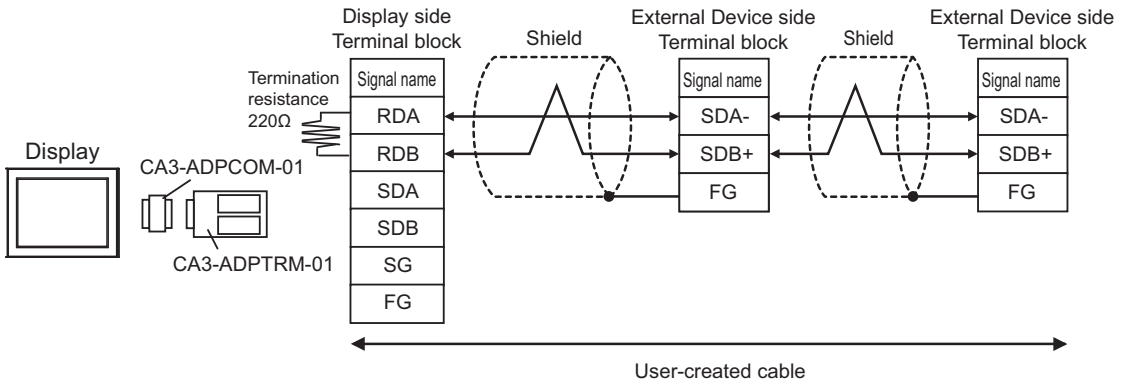 Display side
Terminal block
Shield
External Device side
Terminal block
Shield
External Device side
Terminal block
Termination
resistance
220Ω
Signal name
RDA
RDB
SDA
SDB
SG
FG
Signal name
SDA-
SDB+
FG
Signal name
SDA-
SDB+
FG
Display
CA3-ADPCOM-01
CA3-ADPTRM-01
User-created cable